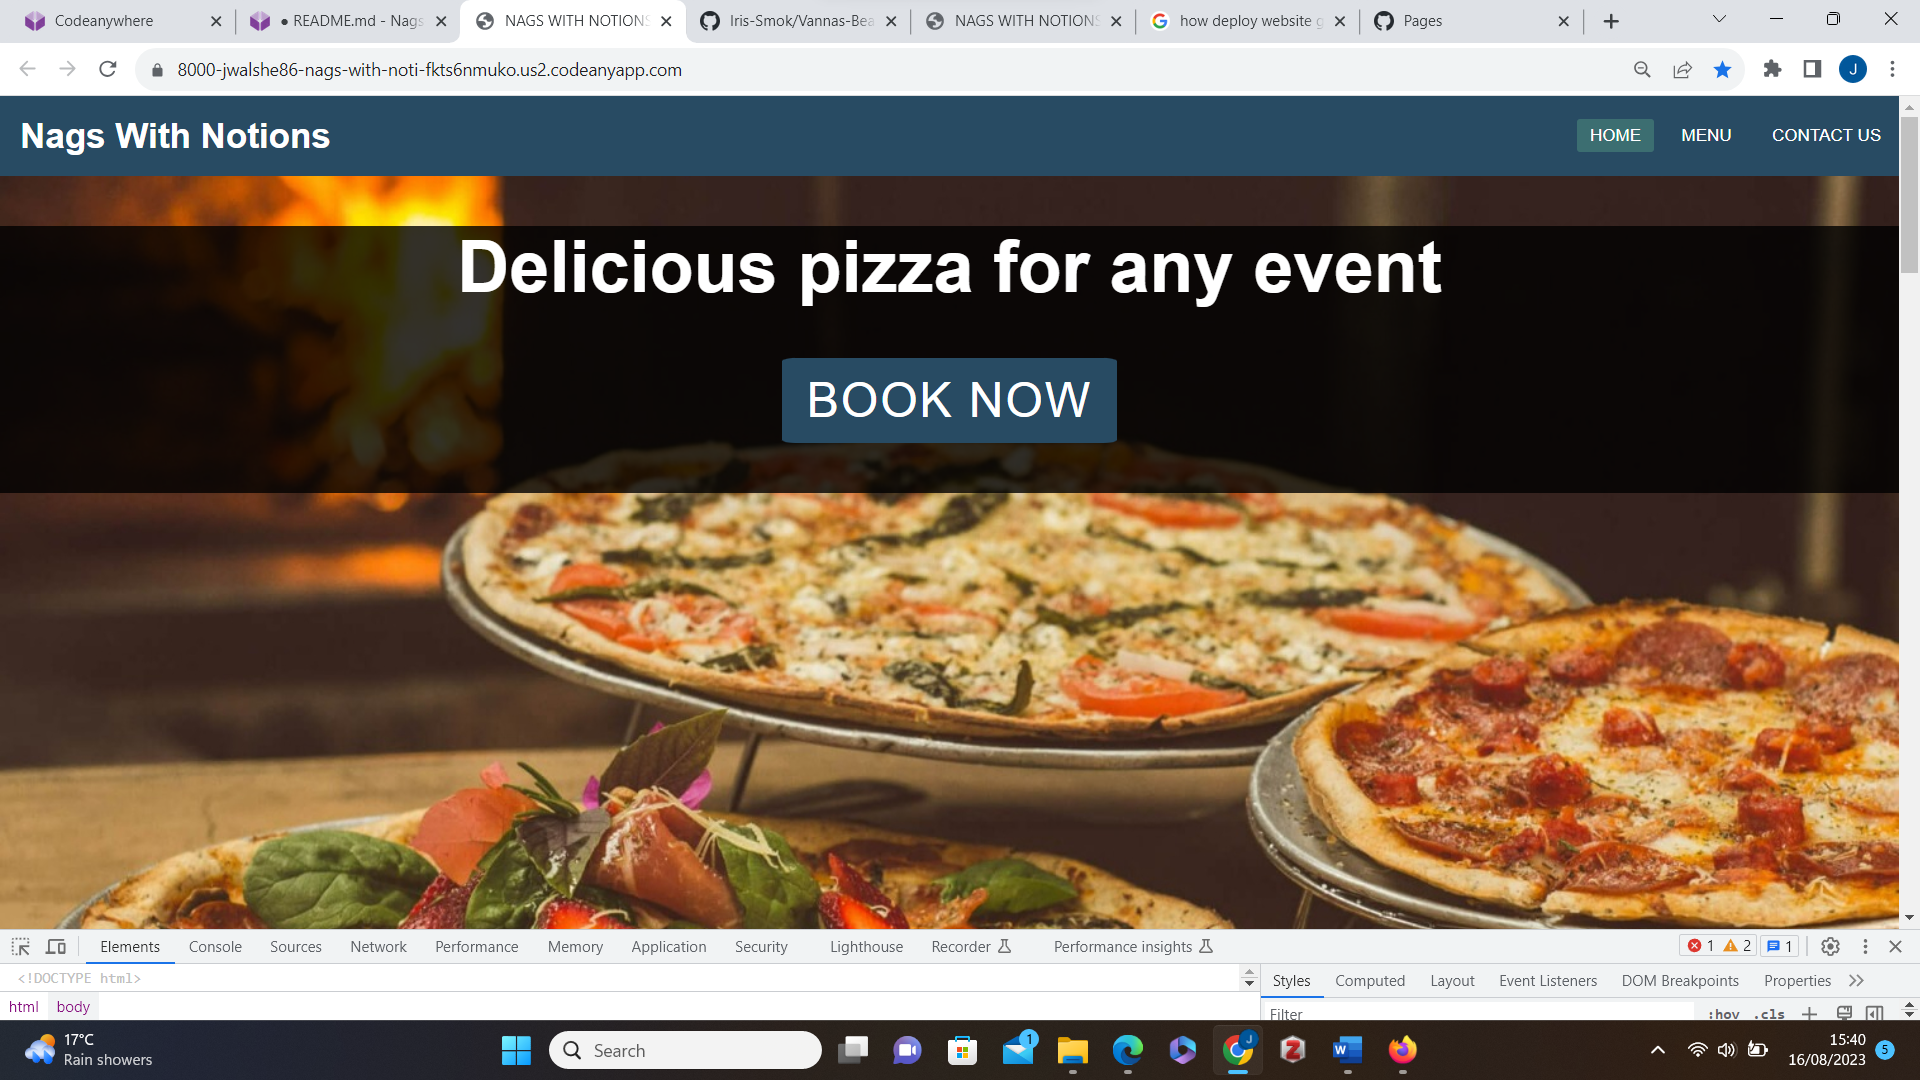 Codeanywhere
● README.md - Nags
NAGS WITH NOTIONS
Iris-Smok/Vannas-Bea
NAGS WITH NOTIONS
how deploy website g
Pages
8000-jwalshe86-nags-with-noti-fkts6nmuko.us2.codeanyapp.com
J
Nags With Notions
HOME
MENU
CONTACT US
Delicious pizza for any event
BOOK NOW
Elements
Console
Sources
Network
Performance
Memory
Application
Security
Lighthouse
Recorder
Performance insights
1
2
1
<!DOCTYPE html>
Styles
Computed
Layout
Event Listeners
DOM Breakpoints
Properties
html
body
Filter
:hov
.cls
17°C
Rain showers
Search
1
J
15:40
16/08/2023
5